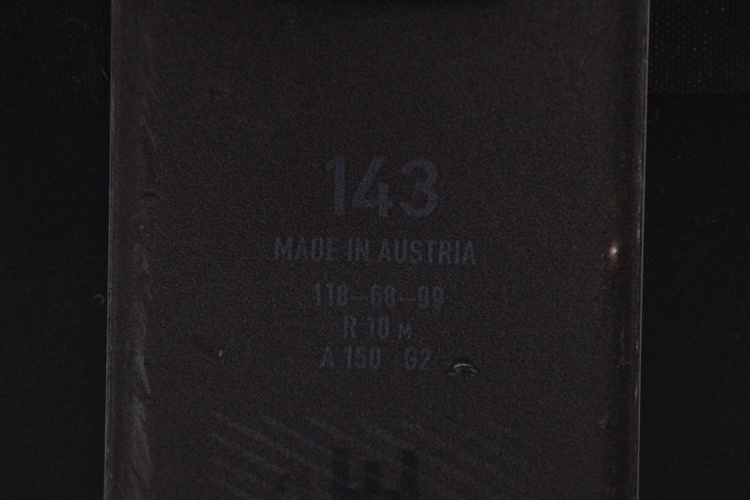 143
MADE IN AUSTRIA
118–68–99
R 10 M
A 150 G2